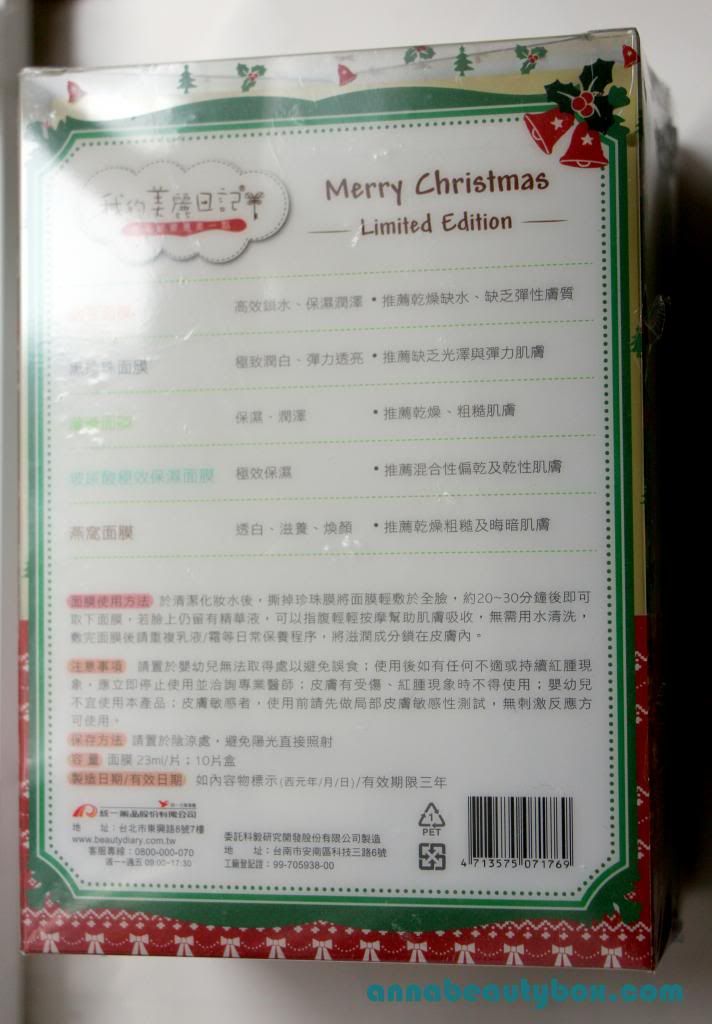 我的美麗日記
Merry Christmas
Limited Edition
面膜
高效鎖水、保濕潤澤 • 推薦乾燥缺水、缺乏彈性膚質
黑珍珠面膜
極致潤白、彈力透亮 • 推薦缺乏光澤與彈力肌膚
面膜
保濕、潤澤 • 推薦乾燥、粗糙肌膚
玻尿酸極效保濕面膜
極效保濕 • 推薦混合性偏乾及乾性肌膚
燕窩面膜
透白、滋養、煥顏 • 推薦乾燥粗糙及晦暗肌膚
面膜使用方法 於清潔化妝水後，撕掉珍珠膜將面膜輕敷於全臉，約20~30分鐘後即可
取下面膜，若臉上仍留有精華液，可以指腹輕輕按摩幫助肌膚吸收，無需用水清洗，
敷完面膜後請重複乳液/霜等日常保養程序，將滋潤成分鎖在皮膚內。
注意事項 請置於嬰幼兒無法取得處以避免誤食；使用後如有任何不適或持續紅腫現
象，應立即停止使用並洽詢專業醫師；皮膚有受傷、紅腫現象時不得使用；嬰幼兒
不宜使用本產品；皮膚敏感者，使用前請先做局部皮膚敏感性測試，無刺激反應方
可使用。
保存方法 請置於陰涼處，避免陽光直接照射
容 量 面膜 23ml/片；10片盒
製造日期/有效日期 如內容物標示(西元年/月/日)/有效期限三年
統一藥品股份有限公司
地 址：台北市東興路8號7樓
www.beautydiary.com.tw
客服專線：0800-000-070
週一~週五 09:00-17:30
委託科毅研究開發股份有限公司製造
地 址：台南市安南區科技三路6號
工廠登記證：99-705938-00
1
PET
4 713575 071769
annabeautybox.com